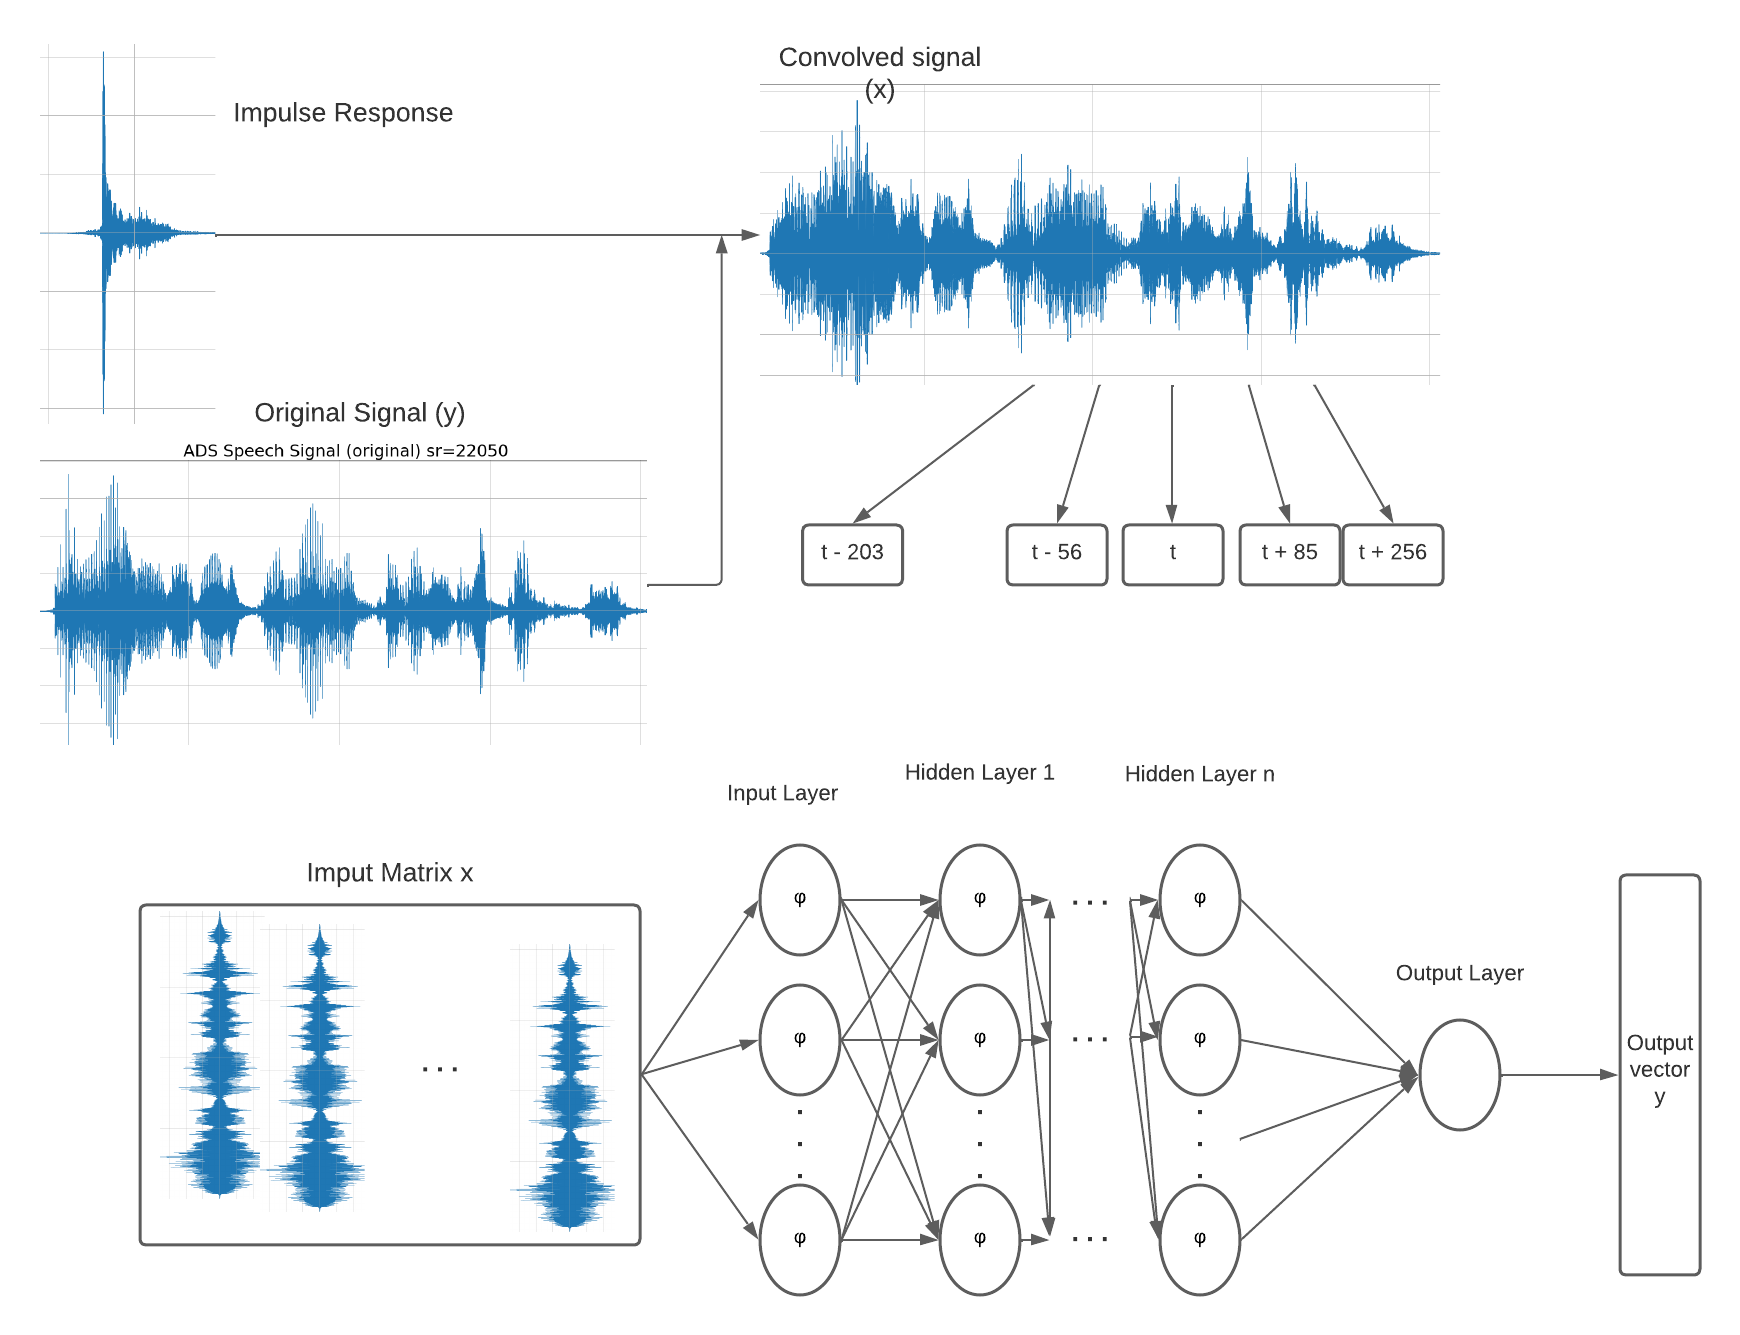 Convolved signal
(x)
Impulse Response
Original Signal (y)
ADS Speech Signal (original) sr=22050
t - 203
t - 56
t
t + 85
t + 256
Input Layer
Hidden Layer 1
Hidden Layer n
Imput Matrix x
. . .
φ
φ
φ
φ
φ
φ
φ
φ
φ
. . .
. . .
. . .
Output Layer
Output
vector
y